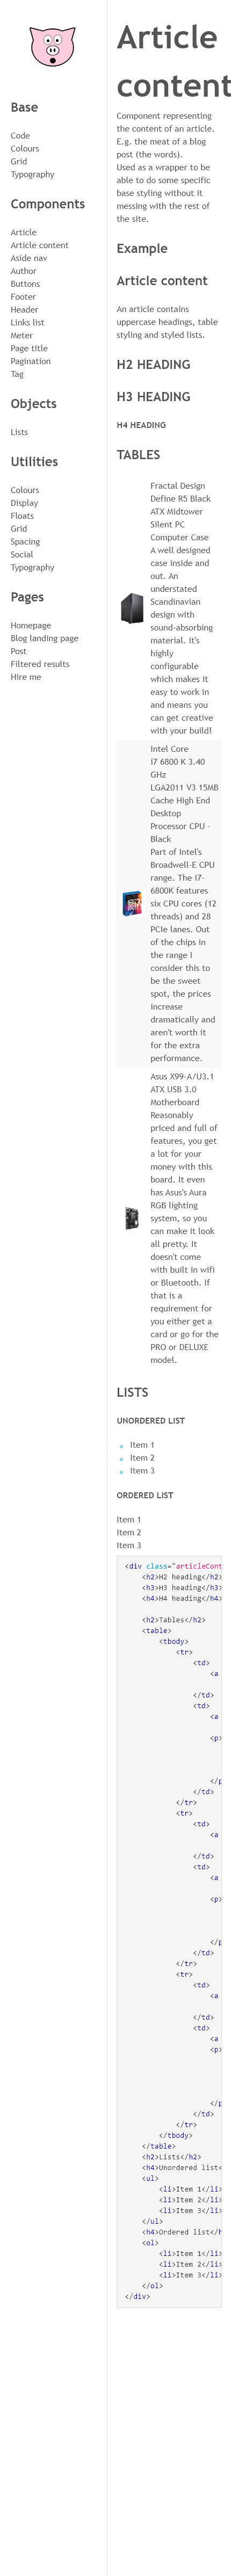 Base
Code
Colours
Grid
Typography
Components
Article
Article content
Aside nav
Author
Buttons
Footer
Header
Links list
Meter
Page title
Pagination
Tag
Objects
Lists
Utilities
Colours
Display
Floats
Grid
Spacing
Social
Typography
Pages
Homepage
Blog landing page
Post
Filtered results
Hire me
Article
content
Component representing
the content of an article.
E.g. the meat of a blog
post (the words).
Used as a wrapper to be
able to do some specific
base styling without it
messing with the rest of
the site.
Example
Article content
An article contains
uppercase headings, table
styling and styled lists.
H2 HEADING
H3 HEADING
H4 HEADING
TABLES
Fractal Design
Define R5 Black
ATX Midtower
Silent PC
Computer Case
A well designed
case inside and
out. An
understated
Scandinavian
design with
sound-absorbing
material. It's
highly
configurable
which makes it
easy to work in
and means you
can get creative
with your build!
Intel Core
i7 6800 K 3.40
GHz
LGA2011 V3 15MB
Cache High End
Desktop
Processor CPU -
Black
Part of Intel's
Broadwell-E CPU
range. The i7-
6800K features
six CPU cores (12
threads) and 28
PCIe lanes. Out
of the chips in
the range I
consider this to
be the sweet
spot, the prices
increase
dramatically and
aren't worth it
for the extra
performance.
Asus X99-A/U3.1
ATX USB 3.0
Motherboard
Reasonably
priced and full of
features, you get
a lot for your
money with this
board. It even
has Asus's Aura
RGB lighting
system, so you
can make it look
all pretty. It
doesn't come
with built in wifi
or Bluetooth. If
that is a
requirement for
you either get a
card or go for the
PRO or DELUXE
model.
LISTS
UNORDERED LIST
Item 1
Item 2
Item 3
ORDERED LIST
Item 1
Item 2
Item 3
<div class="articleCont
<h2>H2 heading</h2>
<h3>H3 heading</h3>
<h4>H4 heading</h4>
<h2>Tables</h2>
<table>
<tbody>
<tr>
<td>
<a
</td>
<td>
<a
<p>
</p
</td>
</tr>
<tr>
<td>
<a
</td>
<td>
<a
<p>
</p
</td>
</tr>
<tr>
<td>
<a
</td>
<td>
<a
<p>
</p
</td>
</tr>
</tbody>
</table>
<h2>Lists</h2>
<h4>Unordered list<
<ul>
<li>Item 1</li>
<li>Item 2</li>
<li>Item 3</li>
</ul>
<h4>Ordered list</h
<ol>
<li>Item 1</li>
<li>Item 2</li>
<li>Item 3</li>
</ol>
</div>